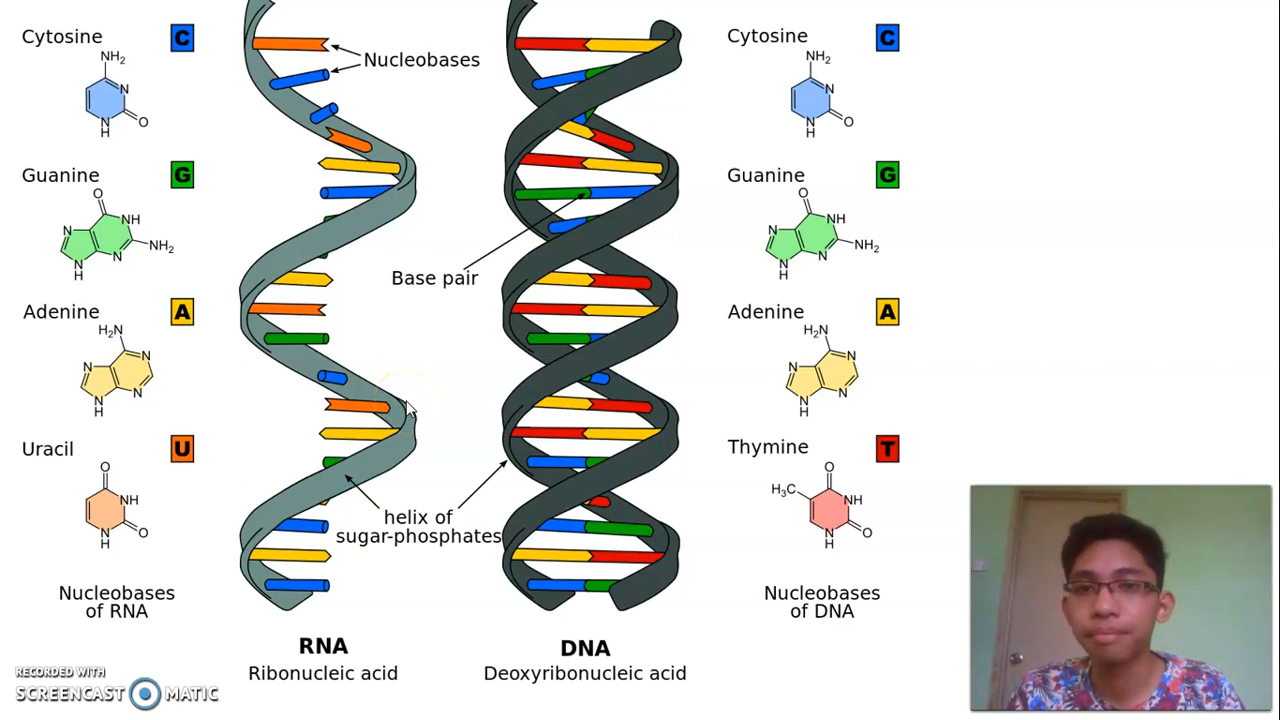 Cytosine C
NH₂
N
N
H
O
Guanine G
O
N
NH
N
H
N
NH₂
Adenine A
H₂N
N
N
N
H
N
Uracil U
O
NH
N
H
O
Nucleobases
of RNA
Nucleobases
Base pair
helix of
sugar-phosphates
RNA
Ribonucleic acid
DNA
Deoxyribonucleic acid
Cytosine C
NH₂
N
N
H
O
Guanine G
O
N
NH
N
H
N
NH₂
Adenine A
H₂N
N
N
N
H
N
Thymine T
O
H₃C
NH
N
H
O
Nucleobases
of DNA
RECORDED WITH
SCREENCAST MATIC